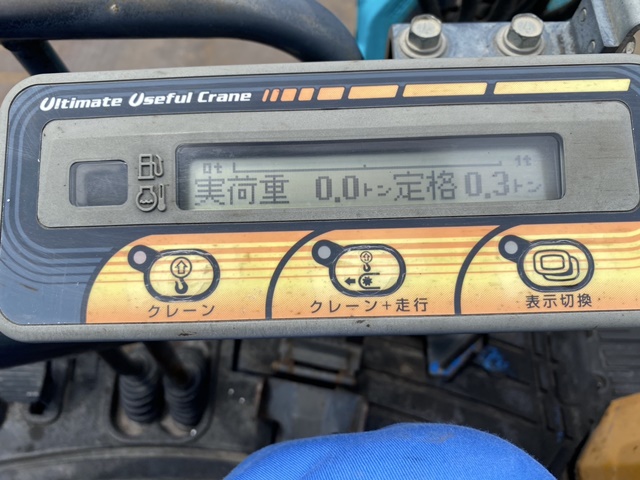 Ultimate Useful Crane
0t 1t
実荷重 0.0トン 定格 0.3トン
クレーン
クレーン+走行
表示切換